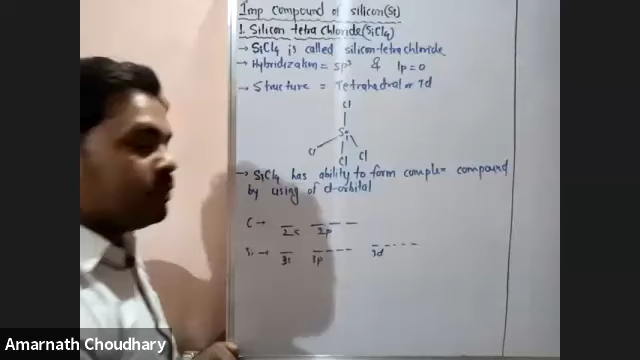 Imp compound of silicon(Si)
1. Silicon tetra chloride (SiCl4)
→ SiCl4 is called silicon-tetrachloride
→ Hybridization = SP³ & lp=0
→ Structure = Tetrahedral or Td
Cl
Si
Cl Cl Cl
→ SiCl4 has ability to form complex compound
by using of d-orbital
C →
2s 2p
Si →
3s 3p 3d
Amarnath Choudhary